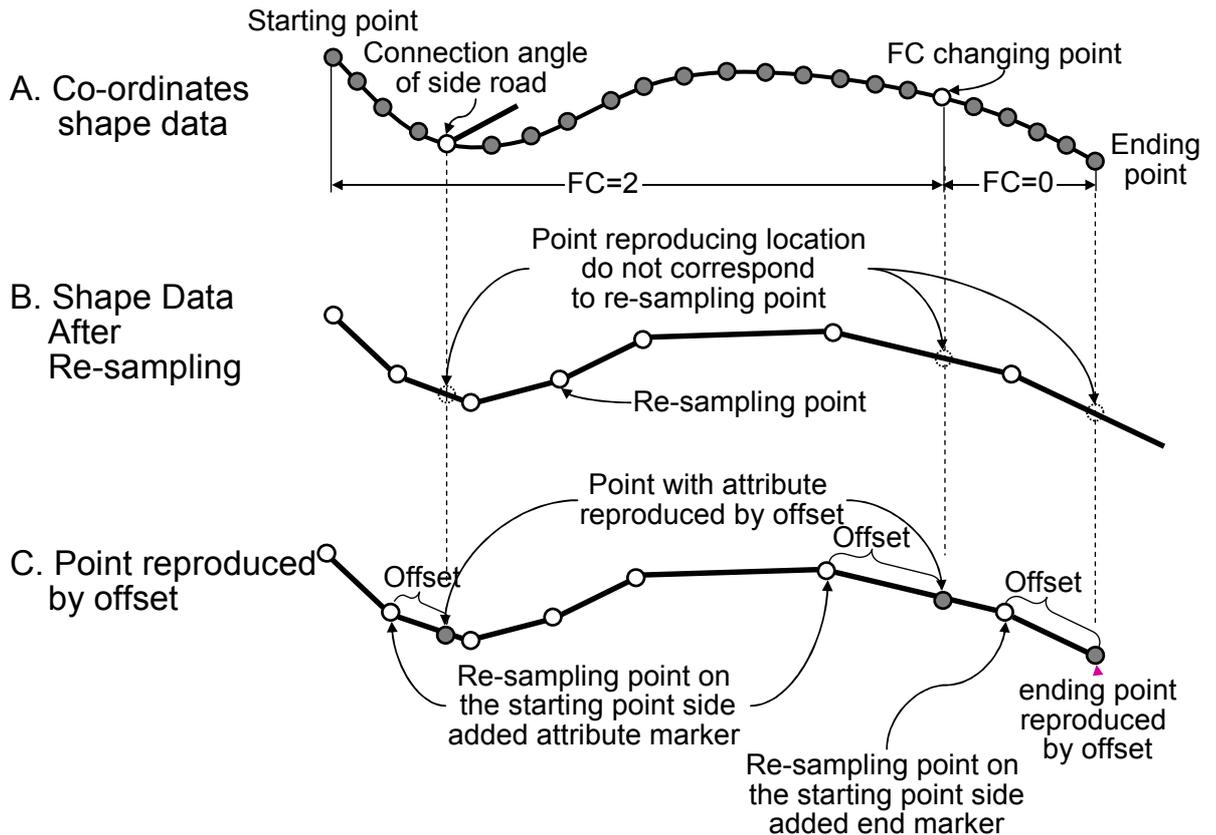 Starting point
Connection angle
of side road
FC changing point
A. Co-ordinates
shape data
Ending
point
FC=2
FC=0
Point reproducing location
do not correspond
to re-sampling point
B. Shape Data
After
Re-sampling
Re-sampling point
Point with attribute
reproduced by offset
Offset
C. Point reproduced
by offset
Offset
Offset
Re-sampling point on
the starting point side
added attribute marker
ending point
reproduced
by offset
Re-sampling point on
the starting point side
added end marker